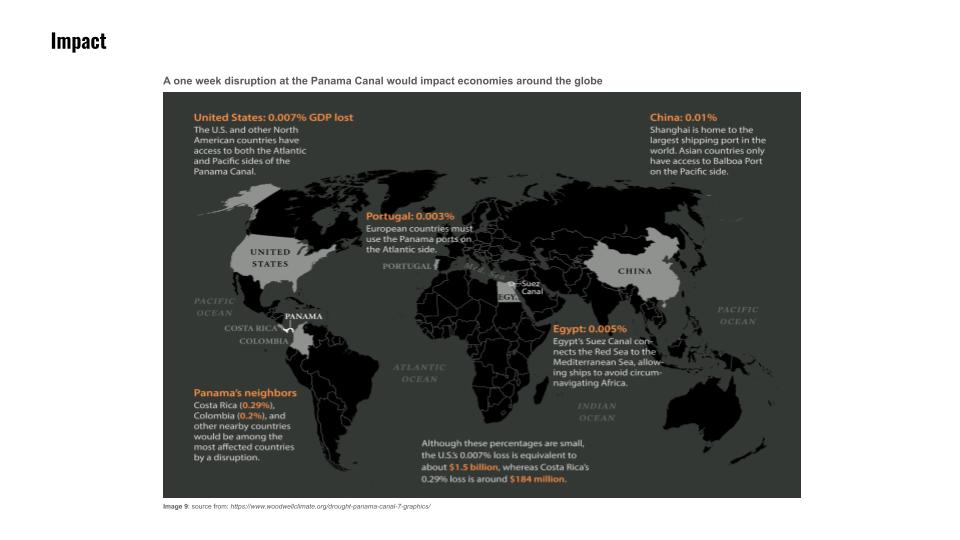 Impact
A one week disruption at the Panama Canal would impact economies around the globe
United States: 0.007% GDP lost
The U.S. and other North
American countries have
access to both the Atlantic
and Pacific sides of the
Panama Canal.
China: 0.01%
Shanghai is home to the
largest shipping port in the
world. Asian countries only
have access to Balboa Port
on the Pacific side.
Portugal: 0.003%
European countries must
use the Panama ports on
the Atlantic side.
UNITED
STATES
PORTUGAL
Med. Sea
Suez
Canal
EGY.
CHINA
PACIFIC
OCEAN
PANAMA
COSTA RICA
COLOMBIA
PACIFIC
OCEAN
Egypt: 0.005%
Egypt's Suez Canal con-
nects the Red Sea to the
Mediterranean Sea, allow-
ing ships to avoid circum-
navigating Africa.
ATLANTIC
OCEAN
INDIAN
OCEAN
Panama's neighbors
Costa Rica (0.29%),
Colombia (0.2%), and
other nearby countries
would be among the
most affected countries
by a disruption.
Although these percentages are small,
the U.S.'s 0.007% loss is equivalent to
about $1.5 billion, whereas Costa Rica's
0.29% loss is around $184 million.
Image 9: source from: https://www.woodwellclimate.org/drought-panama-canal-7-graphics/